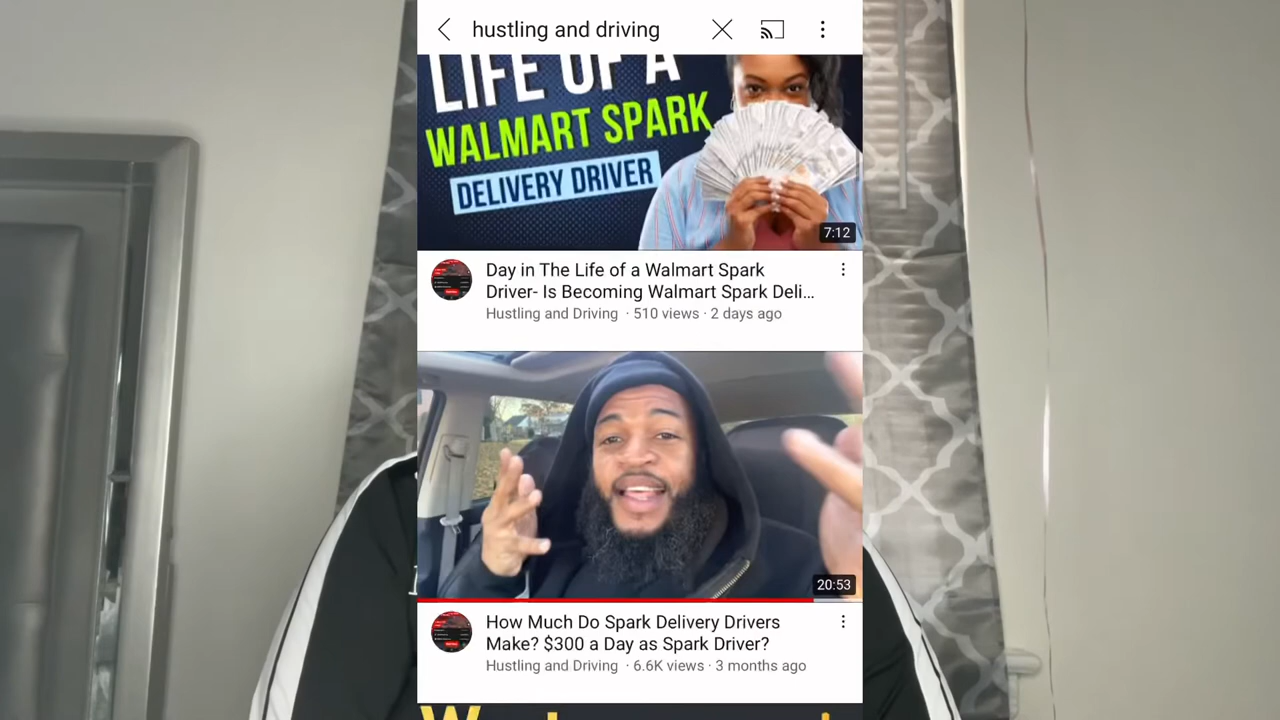 hustling and driving
LIFE OF A
WALMART SPARK
DELIVERY DRIVER
7:12
Day in The Life of a Walmart Spark
Driver- Is Becoming Walmart Spark Deli...
Hustling and Driving · 510 views · 2 days ago
20:53
How Much Do Spark Delivery Drivers
Make? $300 a Day as Spark Driver?
Hustling and Driving · 6.6K views · 3 months ago